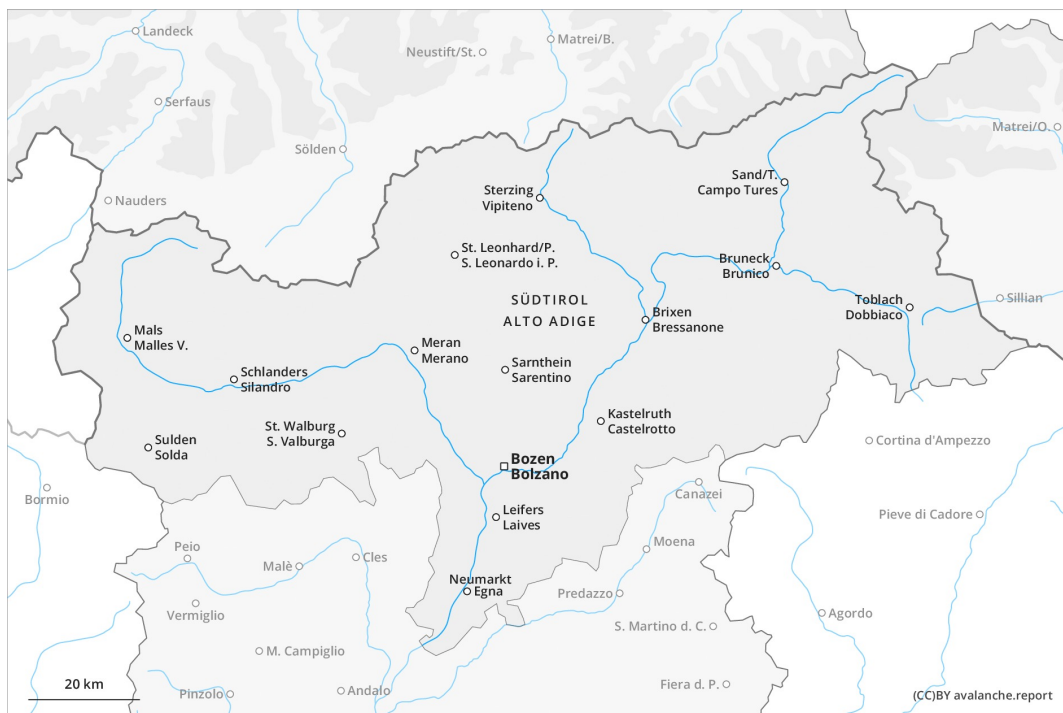 Landeck
Neustift/St.
Matrei/B.
Serfaus
Matrei/O.
Sölden
Nauders
Sand/T.
Campo Tures
Sterzing
Vipiteno
St. Leonhard/P.
S. Leonardo i. P.
Bruneck
Brunico
SÜDTIROL
ALTO ADIGE
Toblach
Dobbiaco
Sillian
Brixen
Bressanone
Mals
Malles V.
Meran
Merano
Sarnthein
Sarentino
Schlanders
Silandro
Kastelruth
Castelrotto
St. Walburg
S. Valburga
Sulden
Solda
Cortina d'Ampezzo
Bozen
Bolzano
Bormio
Canazei
Leifers
Laives
Pieve di Cadore
Peio
Malè
Cles
Moena
Neumarkt
Egna
Predazzo
Vermiglio
Agordo
S. Martino d. C.
M. Campiglio
20 km
Pinzolo
Andalo
Fiera d. P.
(CC)BY avalanche.report